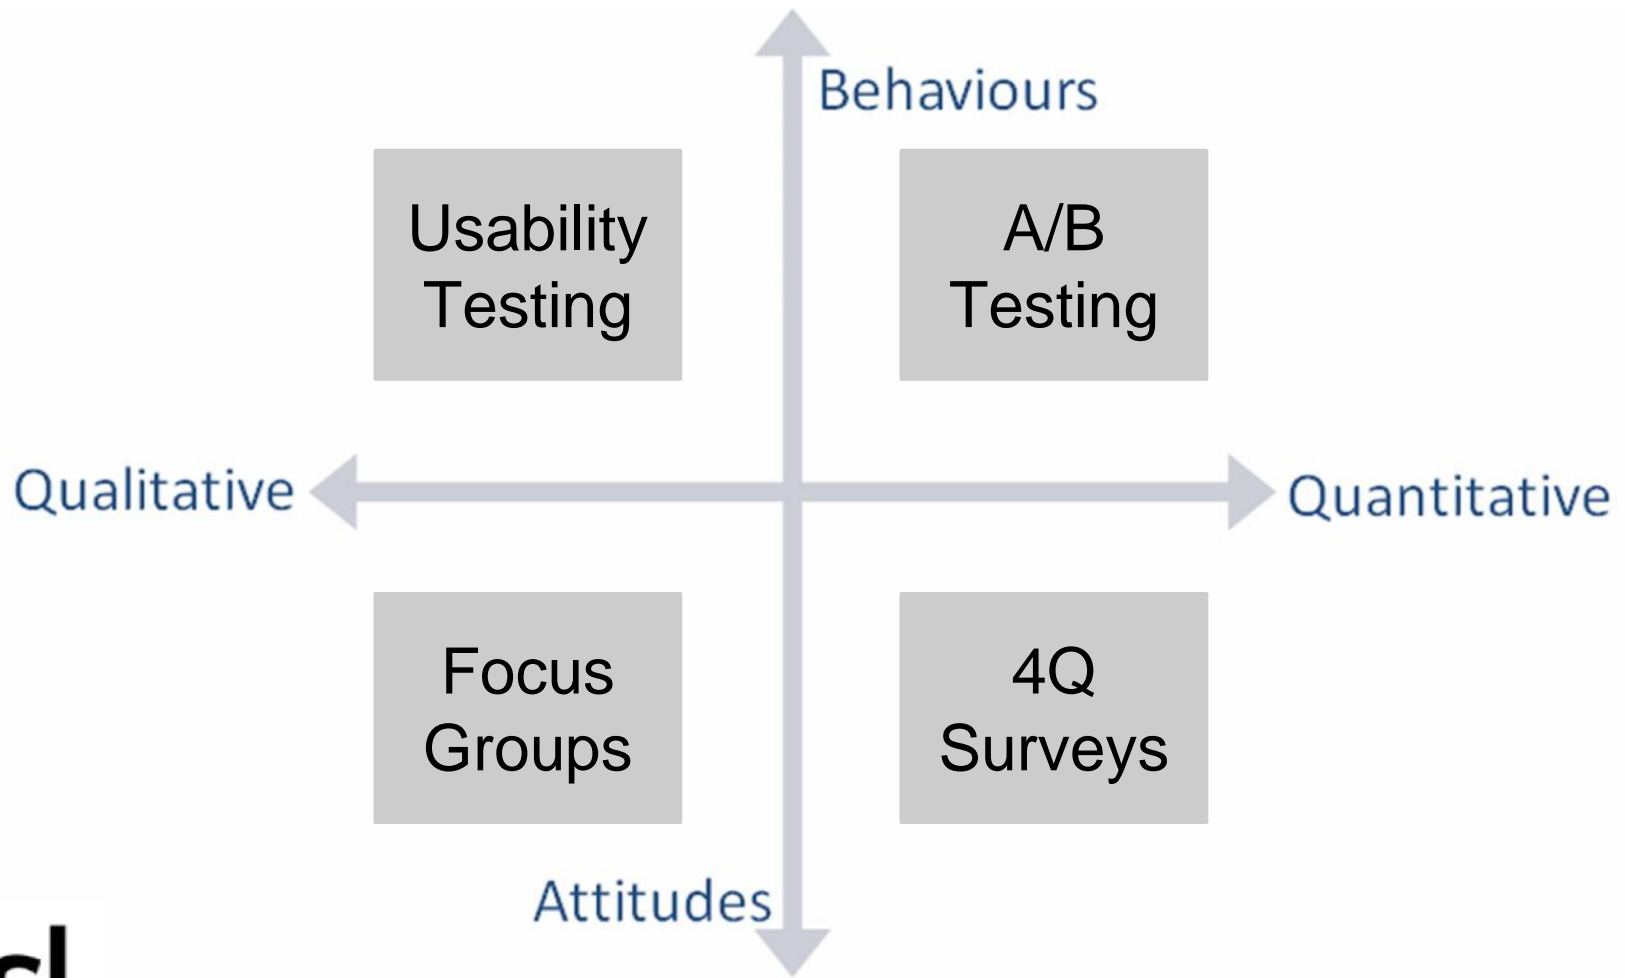 Behaviours
Usability
Testing
A/B
Testing
Qualitative
Quantitative
Focus
Groups
4Q
Surveys
Attitudes